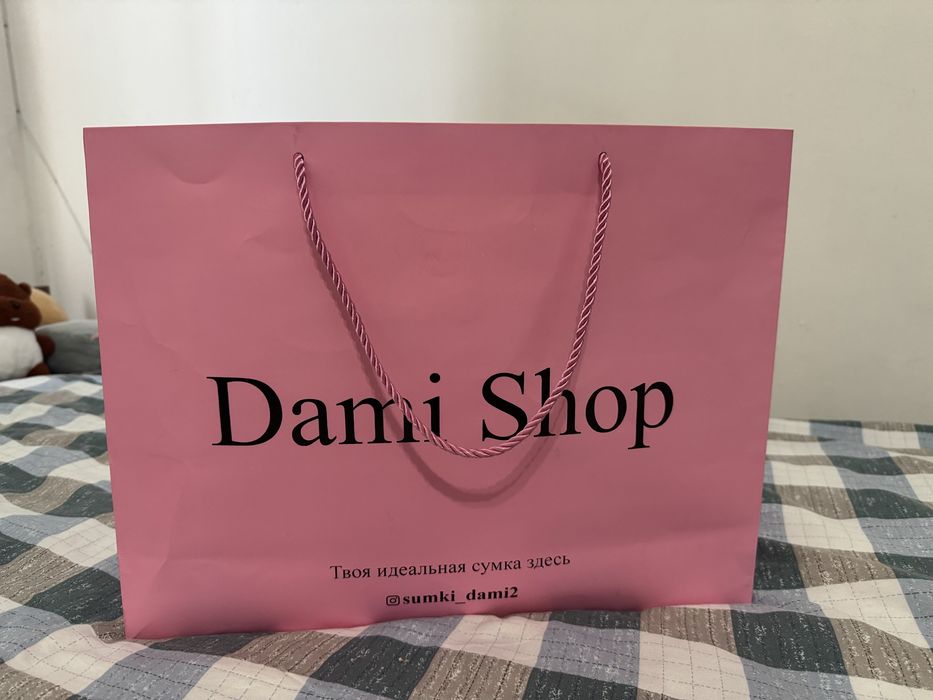 Dami Shop
Твоя идеальная сумка здесь
sumki_dami2